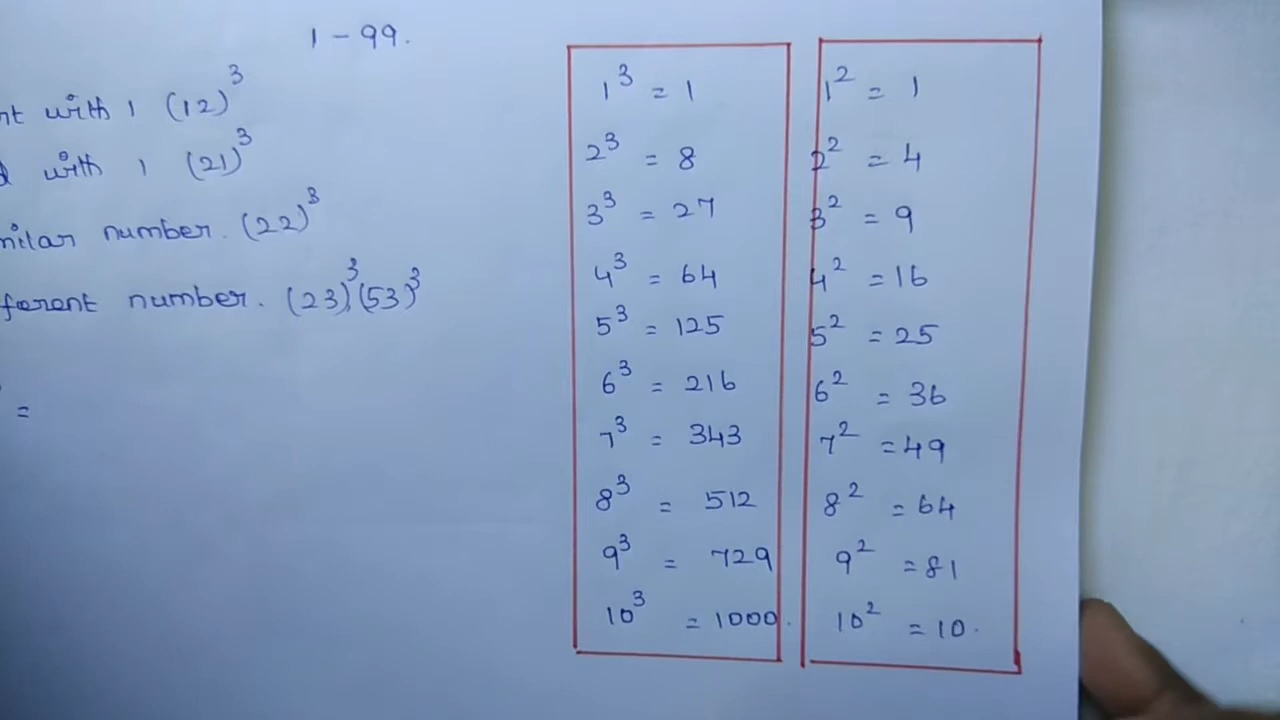 1 - 99.
nt with 1 (12)³
with 1 (21)³
milar number. (22)³
fferent number. (23)³,(53)³
=
1³ = 1
2³ = 8
3³ = 27
4³ = 64
5³ = 125
6³ = 216
7³ = 343
8³ = 512
9³ = 729
10³ = 1000.
1² = 1
2² = 4
3² = 9
4² = 16
5² = 25
6² = 36
7² = 49
8² = 64
9² = 81
10² = 10.